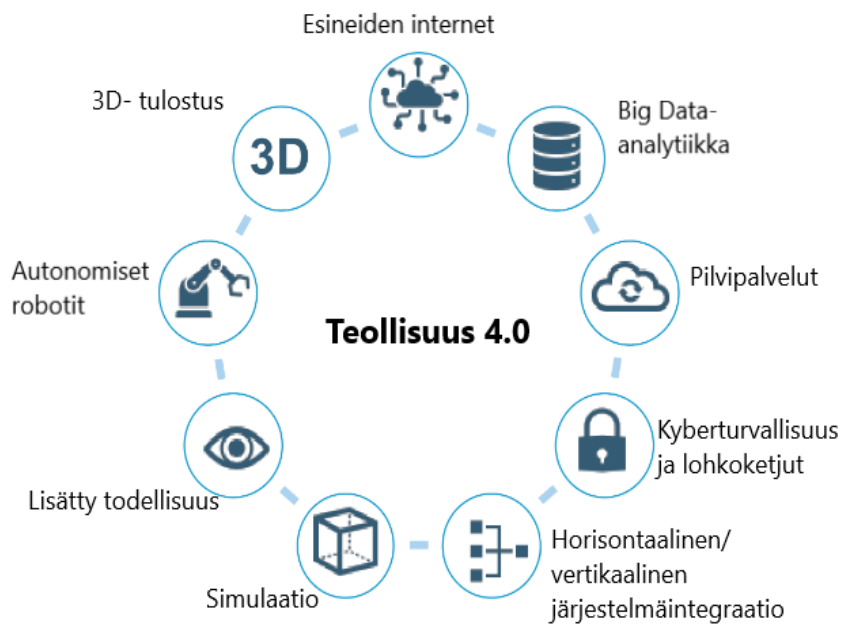 Esineiden internet
3D- tulostus
3D
Big Data-
analytiikka
Autonomiset
robotit
Pilvipalvelut
Teollisuus 4.0
Kyberturvallisuus
ja lohkoketjut
Lisätty todellisuus
Horisontaalinen/
vertikaalinen
järjestelmäintegraatio
Simulaatio